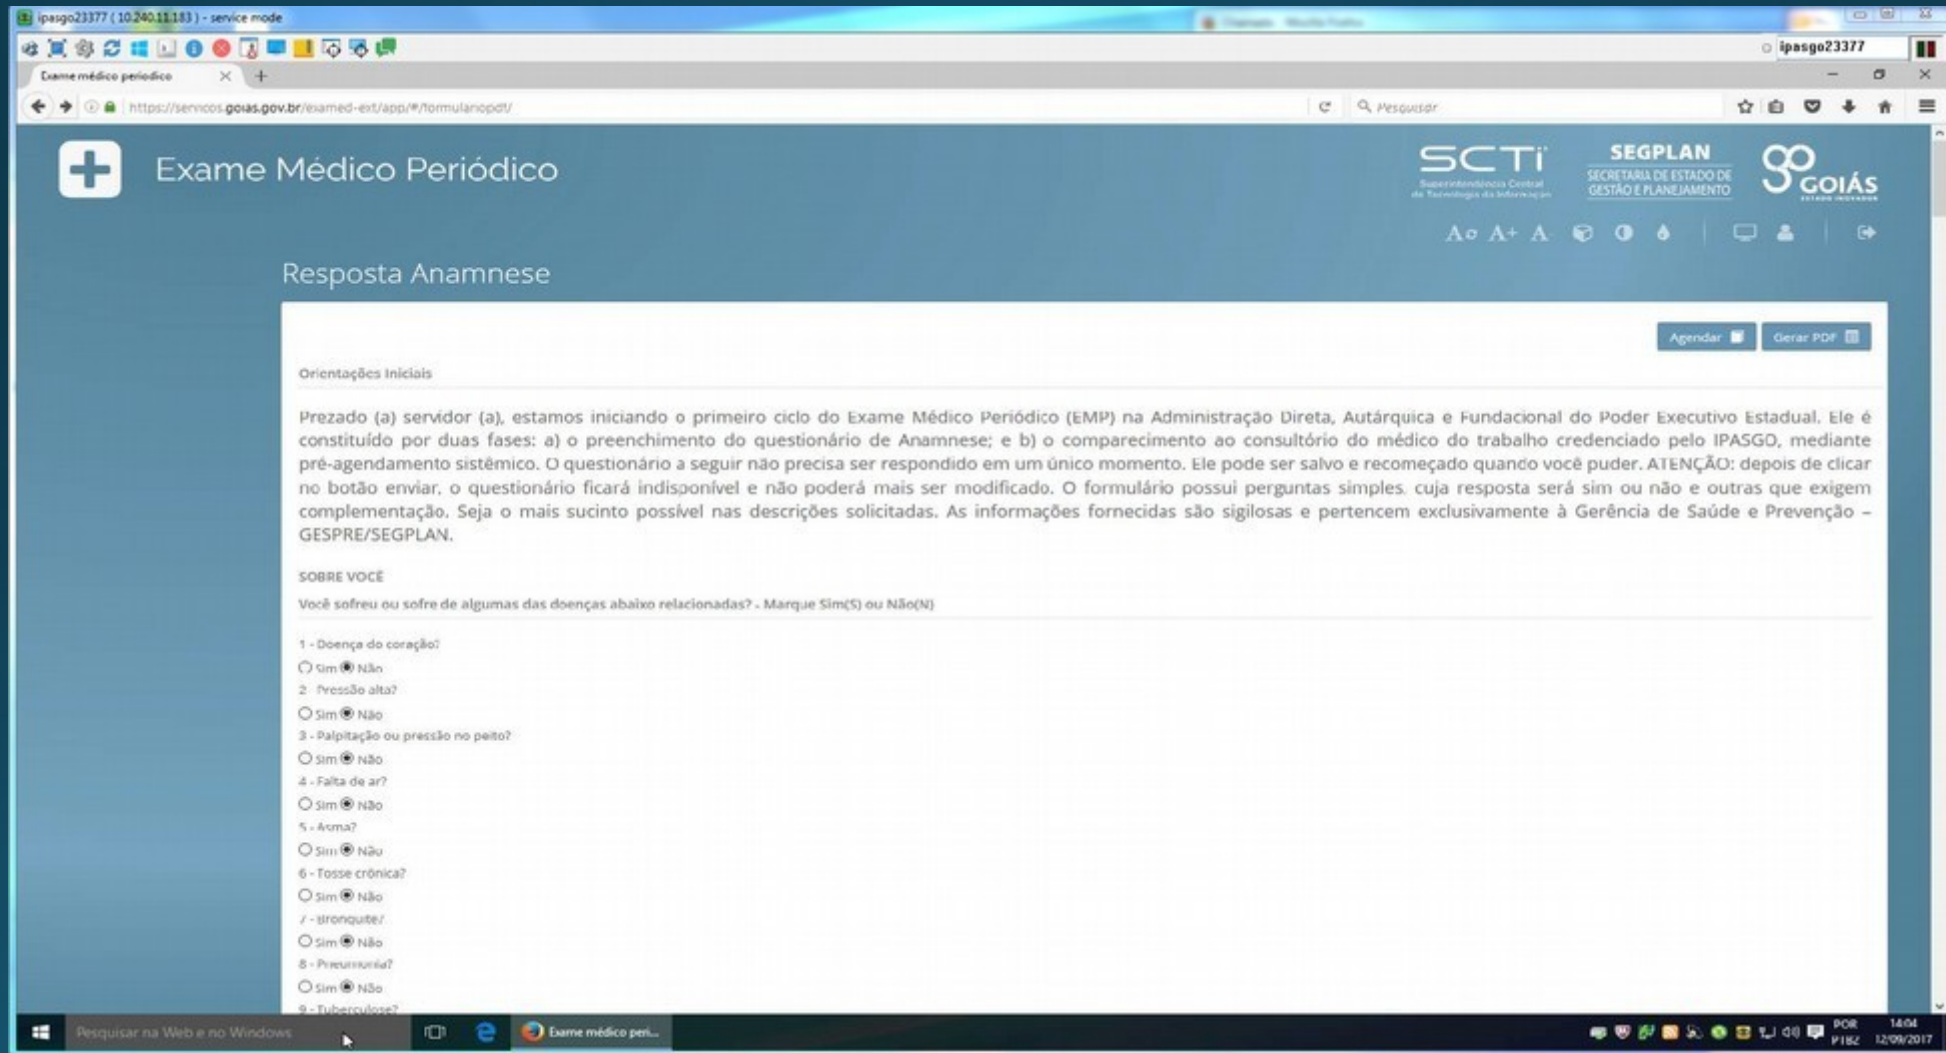 ipasgo23377 ( 10.240.11.183 ) - service mode
ipasgo23377
Exame médico periodico
https://servicos.goias.gov.br/examed-ext/app/#/formulariopdf/
Pesquisar
Exame Médico Periódico
SCTi
Superintendência Central
de Tecnologia da Informação
SEGPLAN
SECRETARIA DE ESTADO DE
GESTÃO E PLANEJAMENTO
GOIÁS
ESTADO INOVADOR
A A+ A
Resposta Anamnese
Agendar
Gerar PDF
Orientações Iniciais
Prezado (a) servidor (a), estamos iniciando o primeiro ciclo do Exame Médico Periódico (EMP) na Administração Direta, Autárquica e Fundacional do Poder Executivo Estadual. Ele é
constituído por duas fases: a) o preenchimento do questionário de Anamnese; e b) o comparecimento ao consultório do médico do trabalho credenciado pelo IPASGO, mediante
pré-agendamento sistêmico. O questionário a seguir não precisa ser respondido em um único momento. Ele pode ser salvo e recomeçado quando você puder. ATENÇÃO: depois de clicar
no botão enviar, o questionário ficará indisponível e não poderá mais ser modificado. O formulário possui perguntas simples, cuja resposta será sim ou não e outras que exigem
complementação. Seja o mais sucinto possível nas descrições solicitadas. As informações fornecidas são sigilosas e pertencem exclusivamente à Gerência de Saúde e Prevenção –
GESPRE/SEGPLAN.
SOBRE VOCÊ
Você sofreu ou sofre de algumas das doenças abaixo relacionadas? - Marque Sim(S) ou Não(N)
1 - Doença do coração?
Sim Não
2 - Pressão alta?
Sim Não
3 - Palpitação ou pressão no peito?
Sim Não
4 - Falta de ar?
Sim Não
5 - Asma?
Sim Não
6 - Tosse crônica?
Sim Não
7 - Bronquite?
Sim Não
8 - Pneumonia?
Sim Não
9 - Tuberculose?
Pesquisar na Web e no Windows
Exame médico peri...
POR
PTB2
14:04
12/09/2017